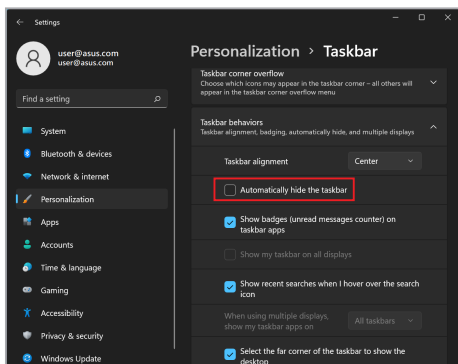 Settings
user@asus.com
user@asus.com
Find a setting
System
Bluetooth & devices
Network & internet
Personalization
Apps
Accounts
Time & language
Gaming
Accessibility
Privacy & security
Windows Update
Personalization > Taskbar
Taskbar corner overflow
Choose which icons may appear in the taskbar corner – all others will
appear in the taskbar corner overflow menu
Taskbar behaviors
Taskbar alignment, badging, automatically hide, and multiple displays
Taskbar alignment
Center
Automatically hide the taskbar
Show badges (unread messages counter) on
taskbar apps
Show my taskbar on all displays
Show recent searches when I hover over the search
icon
When using multiple displays,
show my taskbar apps on
All taskbars
Select the far corner of the taskbar to show the
desktop